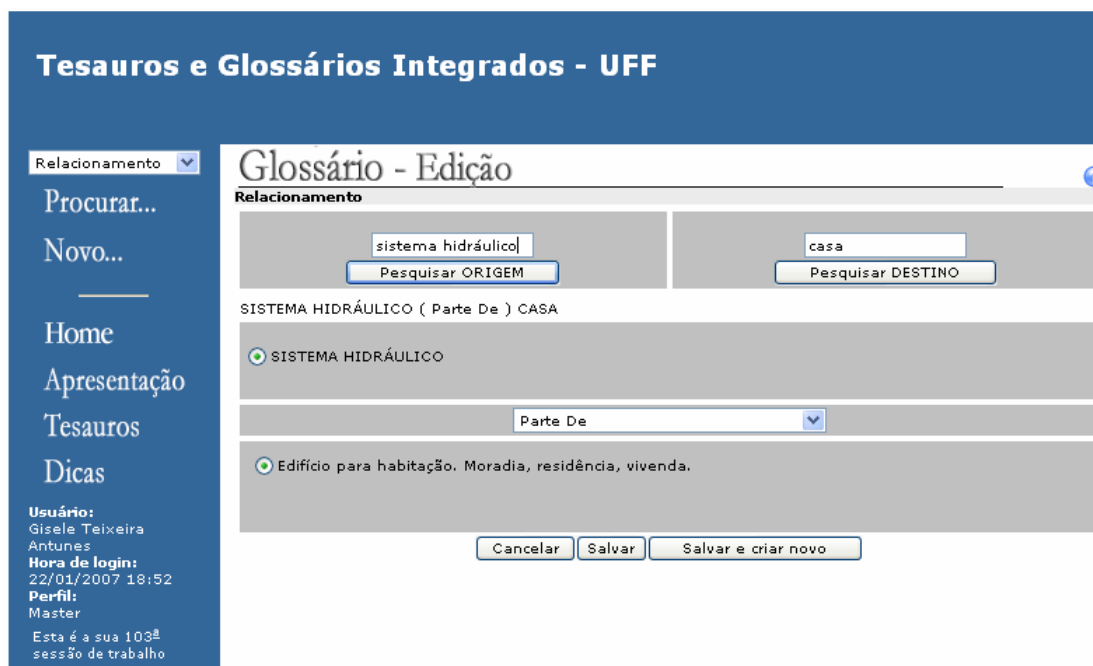 Tesauros e Glossários Integrados - UFF
Relacionamento
Procurar...
Novo...
Home
Apresentação
Tesauros
Dicas
Usuário:
Gisele Teixeira
Antunes
Hora de login:
22/01/2007 18:52
Perfil:
Master
Esta é a sua 103ª
sessão de trabalho
Glossário - Edição
Relacionamento
sistema hidráulico
Pesquisar ORIGEM
casa
Pesquisar DESTINO
SISTEMA HIDRÁULICO ( Parte De ) CASA
SISTEMA HIDRÁULICO
Parte De
Edifício para habitação. Moradia, residência, vivenda.
Cancelar Salvar Salvar e criar novo